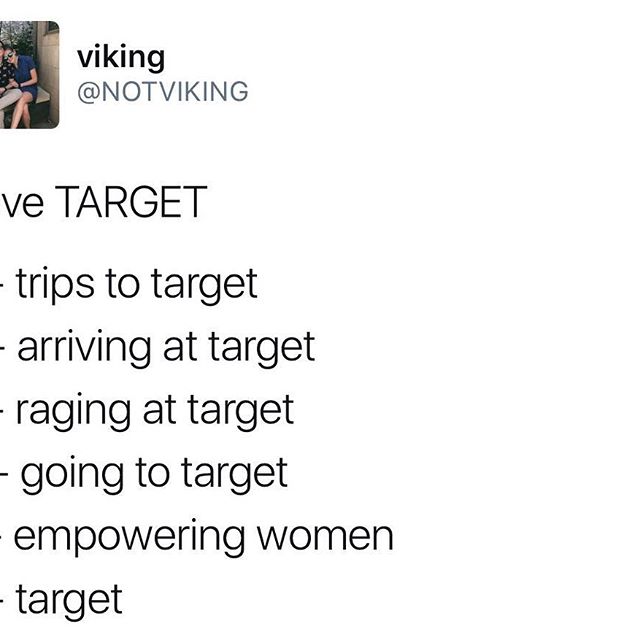 viking
@NOTVIKING
ve TARGET
- trips to target
- arriving at target
- raging at target
- going to target
- empowering women
- target